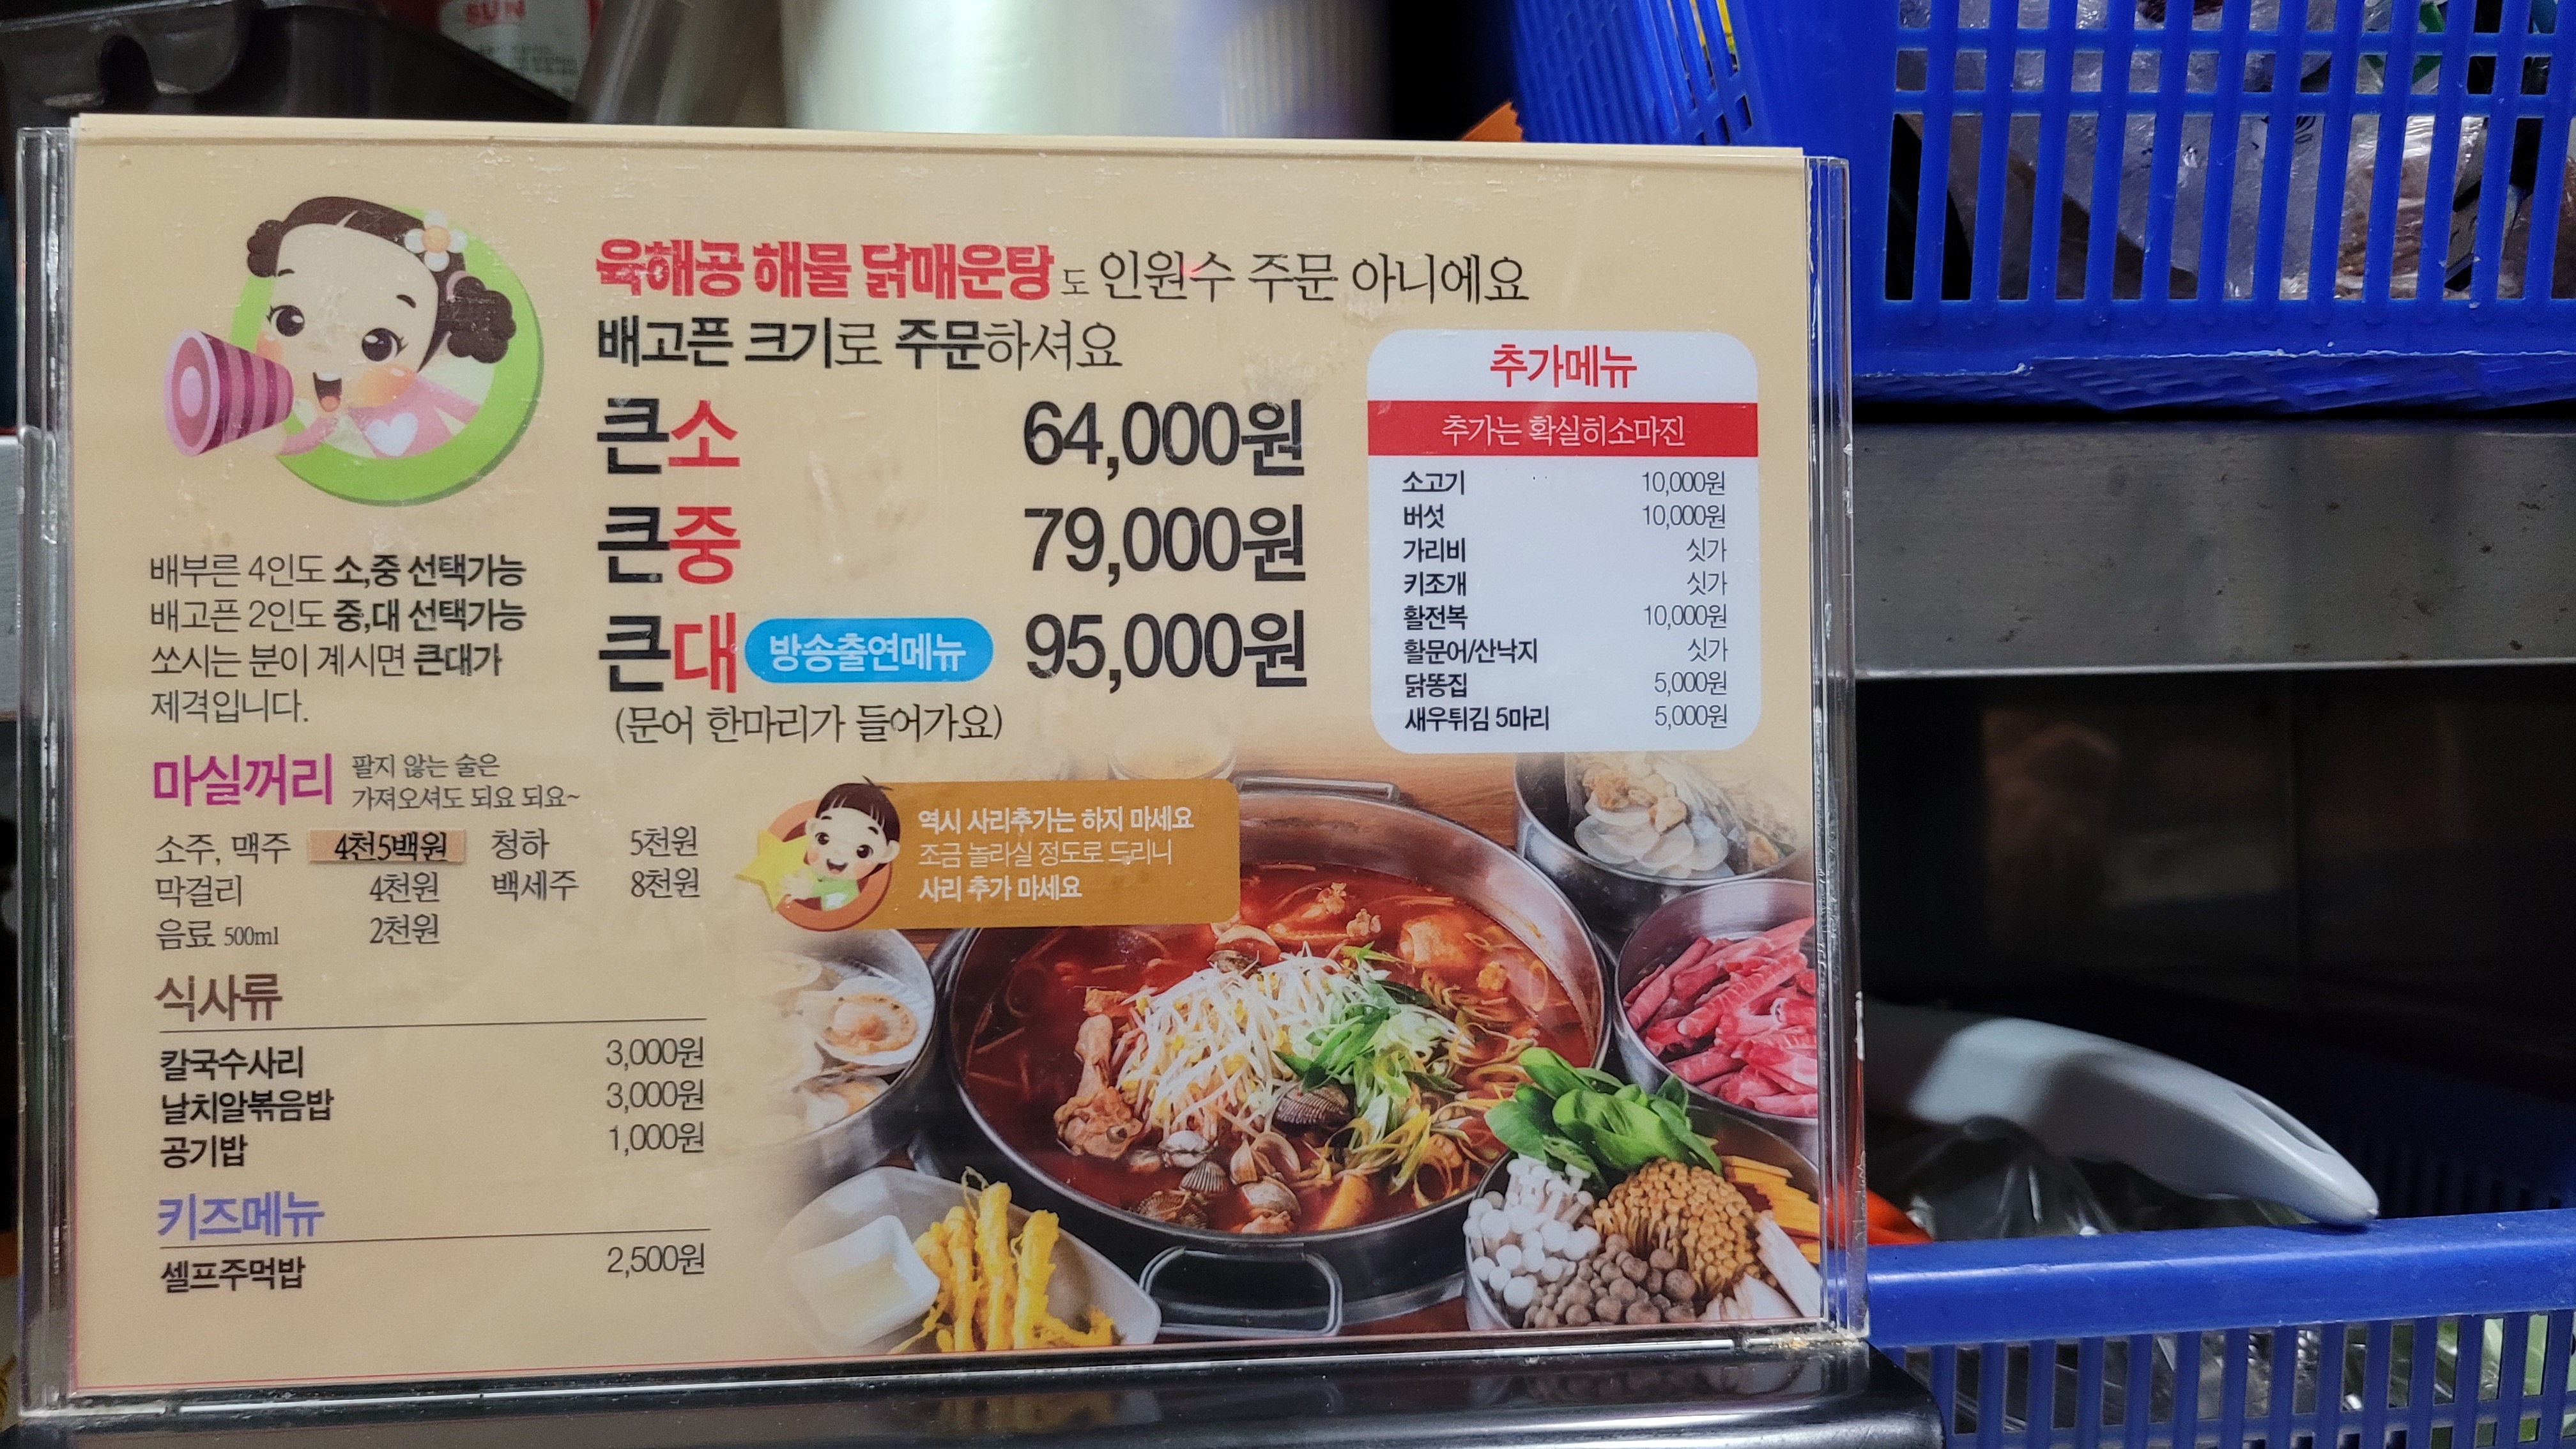 SUN
육해공 해물 닭매운탕도 인원수 주문 아니에요
배고픈 크기로 주문하셔요
큰소 64,000원
큰중 79,000원
큰대 방송출연메뉴 95,000원
(문어 한마리가 들어가요)
추가메뉴
추가는 확실히소마진
소고기 10,000원
버섯 10,000원
가리비 싯가
키조개 싯가
활전복 10,000원
활문어/산낙지 싯가
닭똥집 5,000원
새우튀김 5마리 5,000원
배부른 4인도 소,중 선택가능
배고픈 2인도 중,대 선택가능
쏘시는 분이 계시면 큰대가
제격입니다.
마실꺼리
팔지 않는 술은
가져오셔도 되요 되요~
소주, 맥주 4천5백원 청하 5천원
막걸리 4천원 백세주 8천원
음료 500ml 2천원
역시 사리추가는 하지 마세요
조금 놀라실 정도로 드리니
사리 추가 마세요
식사류
칼국수사리 3,000원
날치알볶음밥 3,000원
공기밥 1,000원
키즈메뉴
셀프주먹밥 2,500원